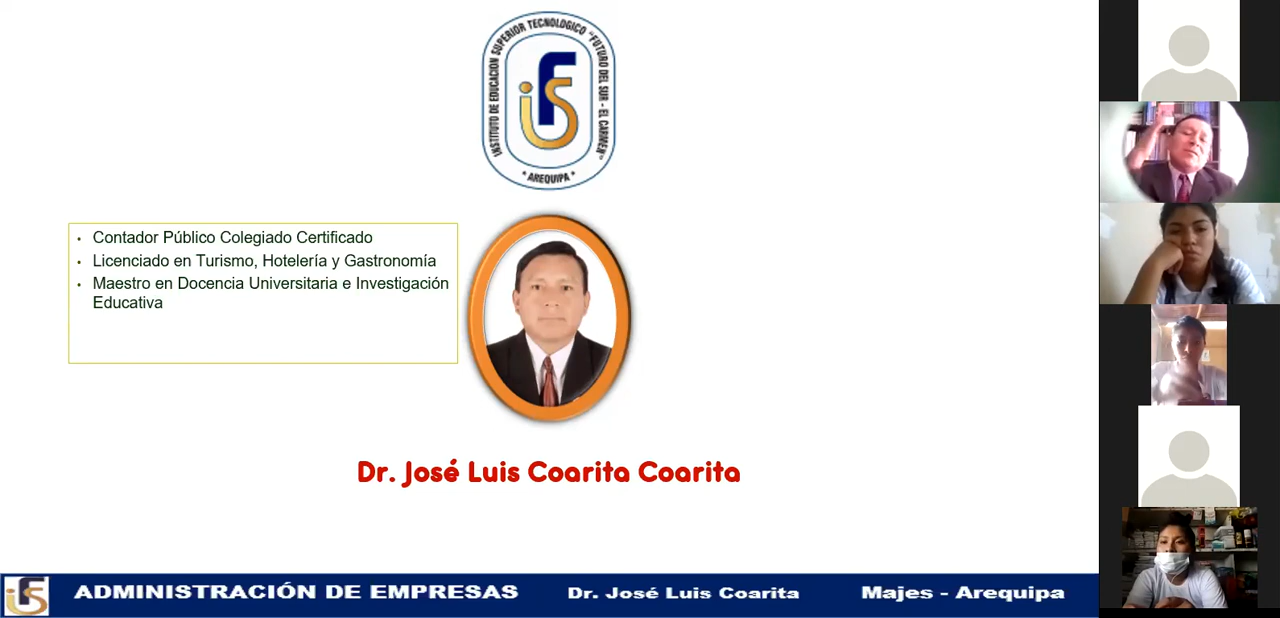 INSTITUTO DE EDUCACION SUPERIOR TECNOLOGICO "FUTURO DEL SUR - EL CARMEN"
* AREQUIPA *
• Contador Público Colegiado Certificado
• Licenciado en Turismo, Hotelería y Gastronomía
• Maestro en Docencia Universitaria e Investigación
Educativa
Dr. José Luis Coarita Coarita
ADMINISTRACIÓN DE EMPRESAS Dr. José Luis Coarita Majes - Arequipa